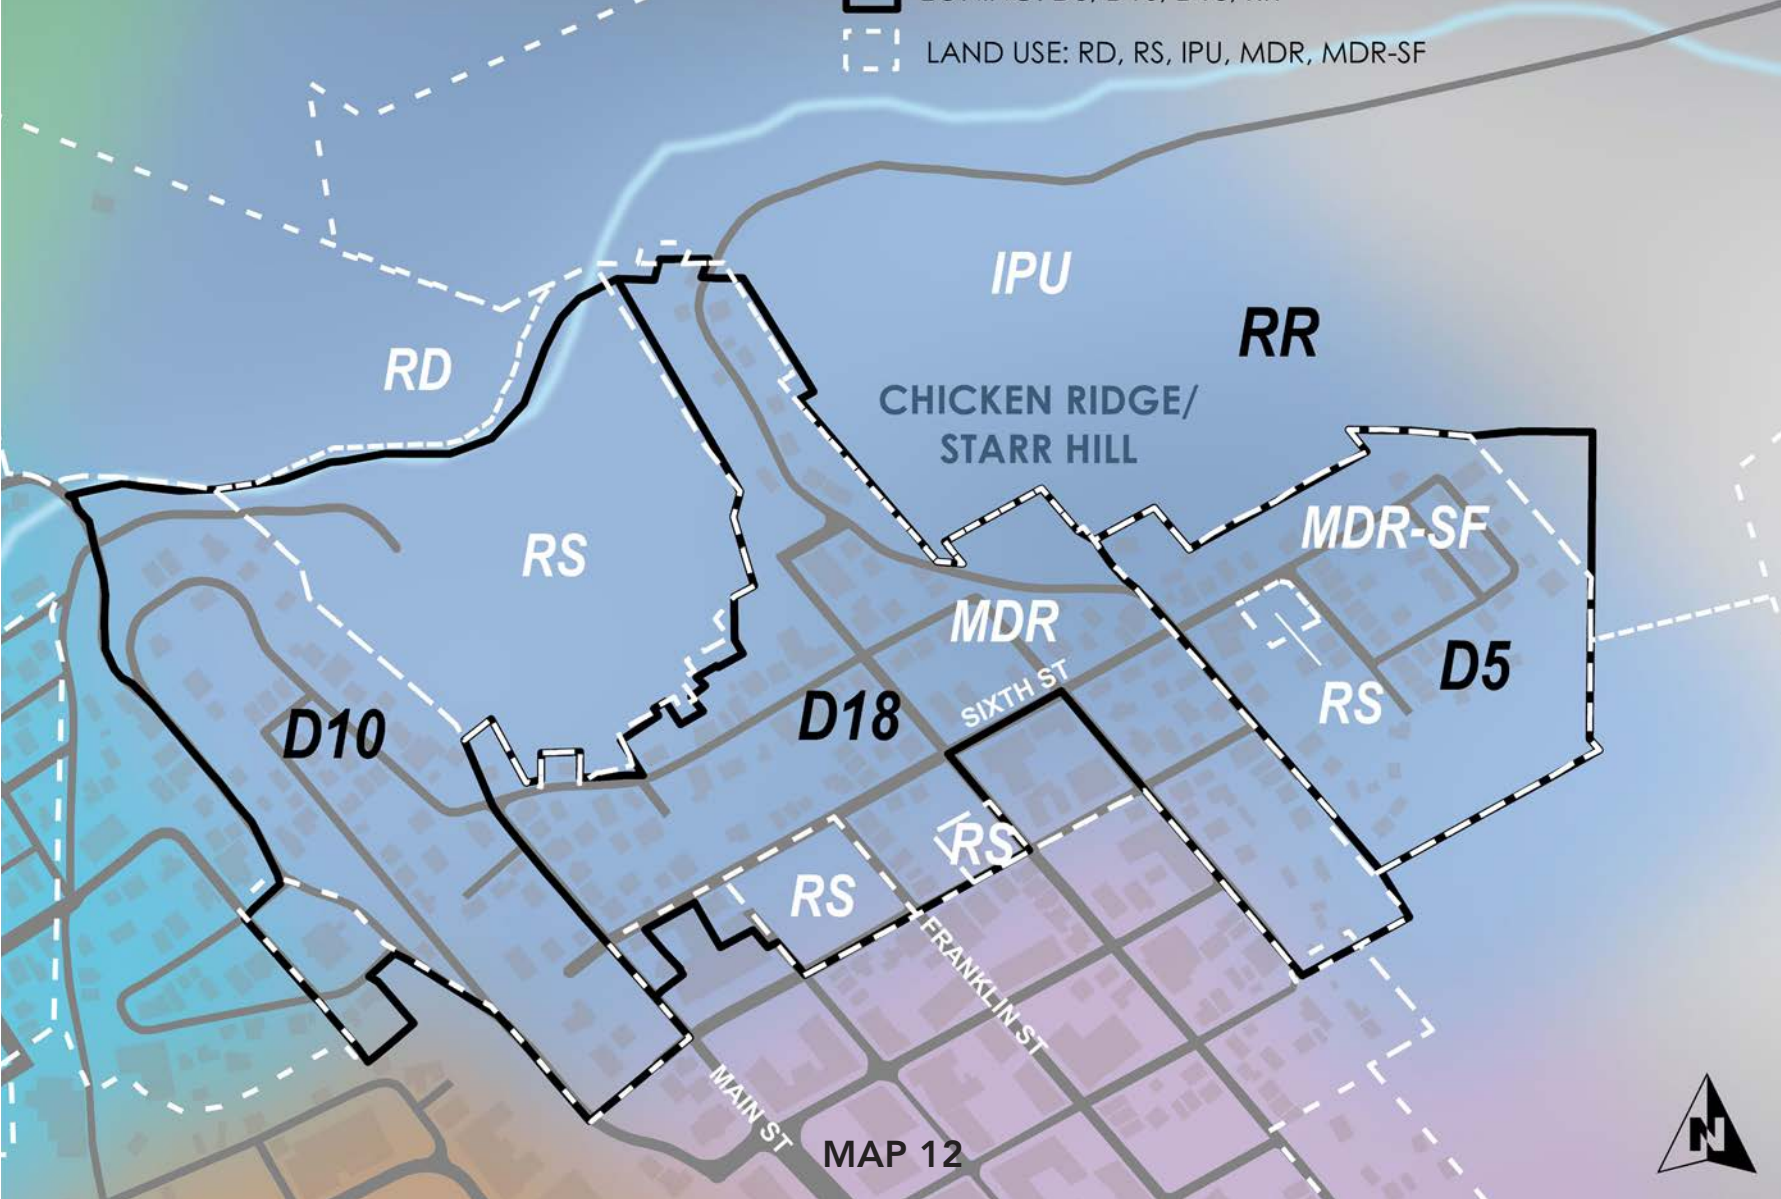 LAND USE: RD, RS, IPU, MDR, MDR-SF
IPU
RR
RD
CHICKEN RIDGE/
STARR HILL
MDR-SF
RS
MDR
D5
SIXTH ST
RS
D18
D10
RS
RS
FRANKLIN ST
MAIN ST
MAP 12
N